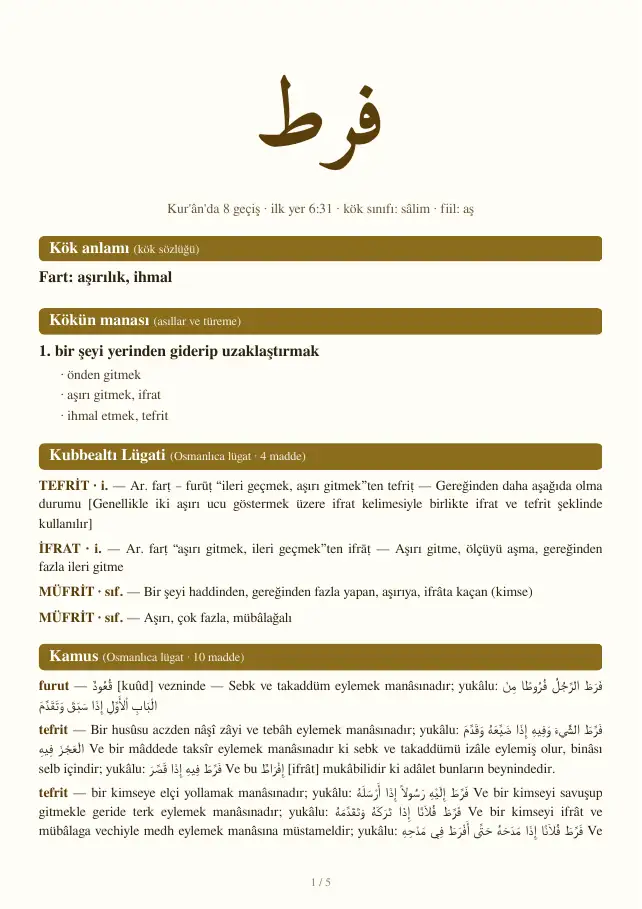 فرط
Kur'ân'da 8 geçiş · ilk yer 6:31 · kök sınıfı: sâlim · fiil: aş
Kök anlamı (kök sözlüğü)
Fart: aşırılık, ihmal
Kökün manası (asıllar ve türeme)
1. bir şeyi yerinden giderip uzaklaştırmak
· önden gitmek
· aşırı gitmek, ifrat
· ihmal etmek, tefrit
Kubbealtı Lügati (Osmanlıca lügat · 4 madde)
TEFRİT · i. — Ar. farṭ – furūṭ “ileri geçmek, aşırı gitmek”ten tefriṭ — Gereğinden daha aşağıda olma
durumu [Genellikle iki aşırı ucu göstermek üzere ifrat kelimesiyle birlikte ifrat ve tefrit şeklinde
kullanılır]
İFRAT · i. — Ar. farṭ “aşırı gitmek, ileri geçmek”ten ifrāṭ — Aşırı gitme, ölçüyü aşma, gereğinden
fazla ileri gitme
MÜFRİT · sıf. — Bir şeyi haddinden, gereğinden fazla yapan, aşırıya, ifrâta kaçan (kimse)
MÜFRİT · sıf. — Aşırı, çok fazla, mübâlağalı
Kamus (Osmanlıca lügat · 10 madde)
furut — قُعُودٌ [kuûd] vezninde — Sebk ve takaddüm eylemek manâsınadır; yukâlu: فَرَطَ الرَّجُلُ فُرُوطًا مِنَ
الْبَابِ الْأَوَّلِ إِذَا سَبَقَ وَتَقَدَّمَ
tefrit — Bir husûsu aczden nâşî zâyi ve tebâh eylemek manâsınadır; yukâlu: فَرَّطَ الشَّيْءَ وَفِيهِ إِذَا ضَيَّعَهُ وَقَدَّمَ
الْعَجْزَ فِيهِ Ve bir mâddede taksîr eylemek manâsınadır ki sebk ve takaddümü izâle eylemiş olur, binâsı
selb içindir; yukâlu: فَرَّطَ فِيهِ إِذَا قَصَّرَ Ve bu إِفْرَاطٌ [ifrât] mukâbilidir ki adâlet bunların beynindedir.
tefrit — bir kimseye elçi yollamak manâsınadır; yukâlu: فَرَّطَ إِلَيْهِ رَسُولاً إِذَا أَرْسَلَهُ Ve bir kimseyi savuşup
gitmekle geride terk eylemek manâsınadır; yukâlu: فَرَّطَ فُلَانًا إِذَا تَرَكَهُ وَتَقَدَّمَهُ Ve bir kimseyi ifrât ve
mübâlaga vechiyle medh eylemek manâsına müstameldir; yukâlu: فَرَّطَ فُلَانًا إِذَا مَدَحَهُ حَتَّى أَفْرَطَ فِي مَدْحِهِ Ve
1 / 5